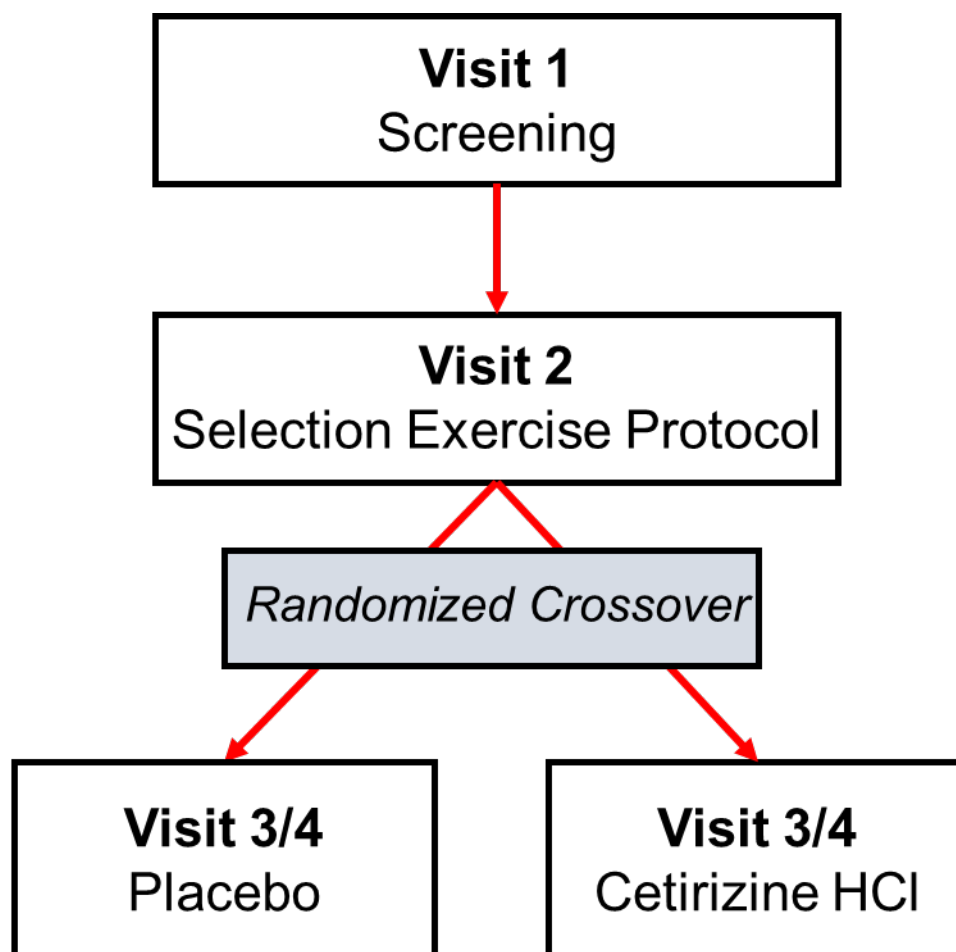 Visit 1
Screening
Visit 2
Selection Exercise Protocol
Randomized Crossover
Visit 3/4
Placebo
Visit 3/4
Cetirizine HCl